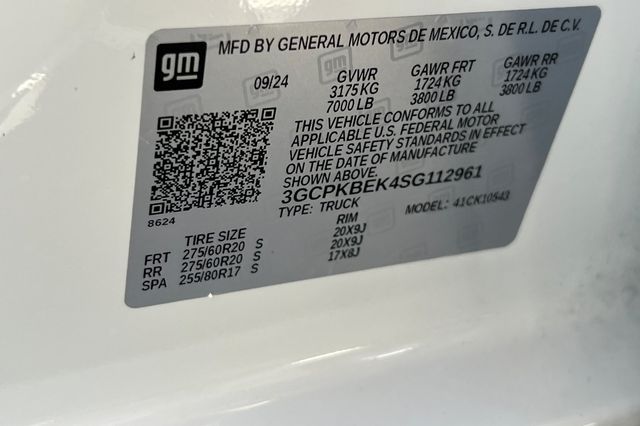 gm
MFD BY GENERAL MOTORS DE MEXICO, S. DE R.L. DE C.V.
09/24 GVWR GAWR FRT GAWR RR
3175 KG 1724 KG 1724 KG
7000 LB 3800 LB 3800 LB
THIS VEHICLE CONFORMS TO ALL
APPLICABLE U.S. FEDERAL MOTOR
VEHICLE SAFETY STANDARDS IN EFFECT
ON THE DATE OF MANUFACTURE
SHOWN ABOVE.
3GCPKBEK4SG112961
TYPE: TRUCK MODEL: 41CK10543
8624
TIRE SIZE RIM
FRT 275/60R20 S 20X9J
RR 275/60R20 S 20X9J
SPA 255/80R17 S 17X8J